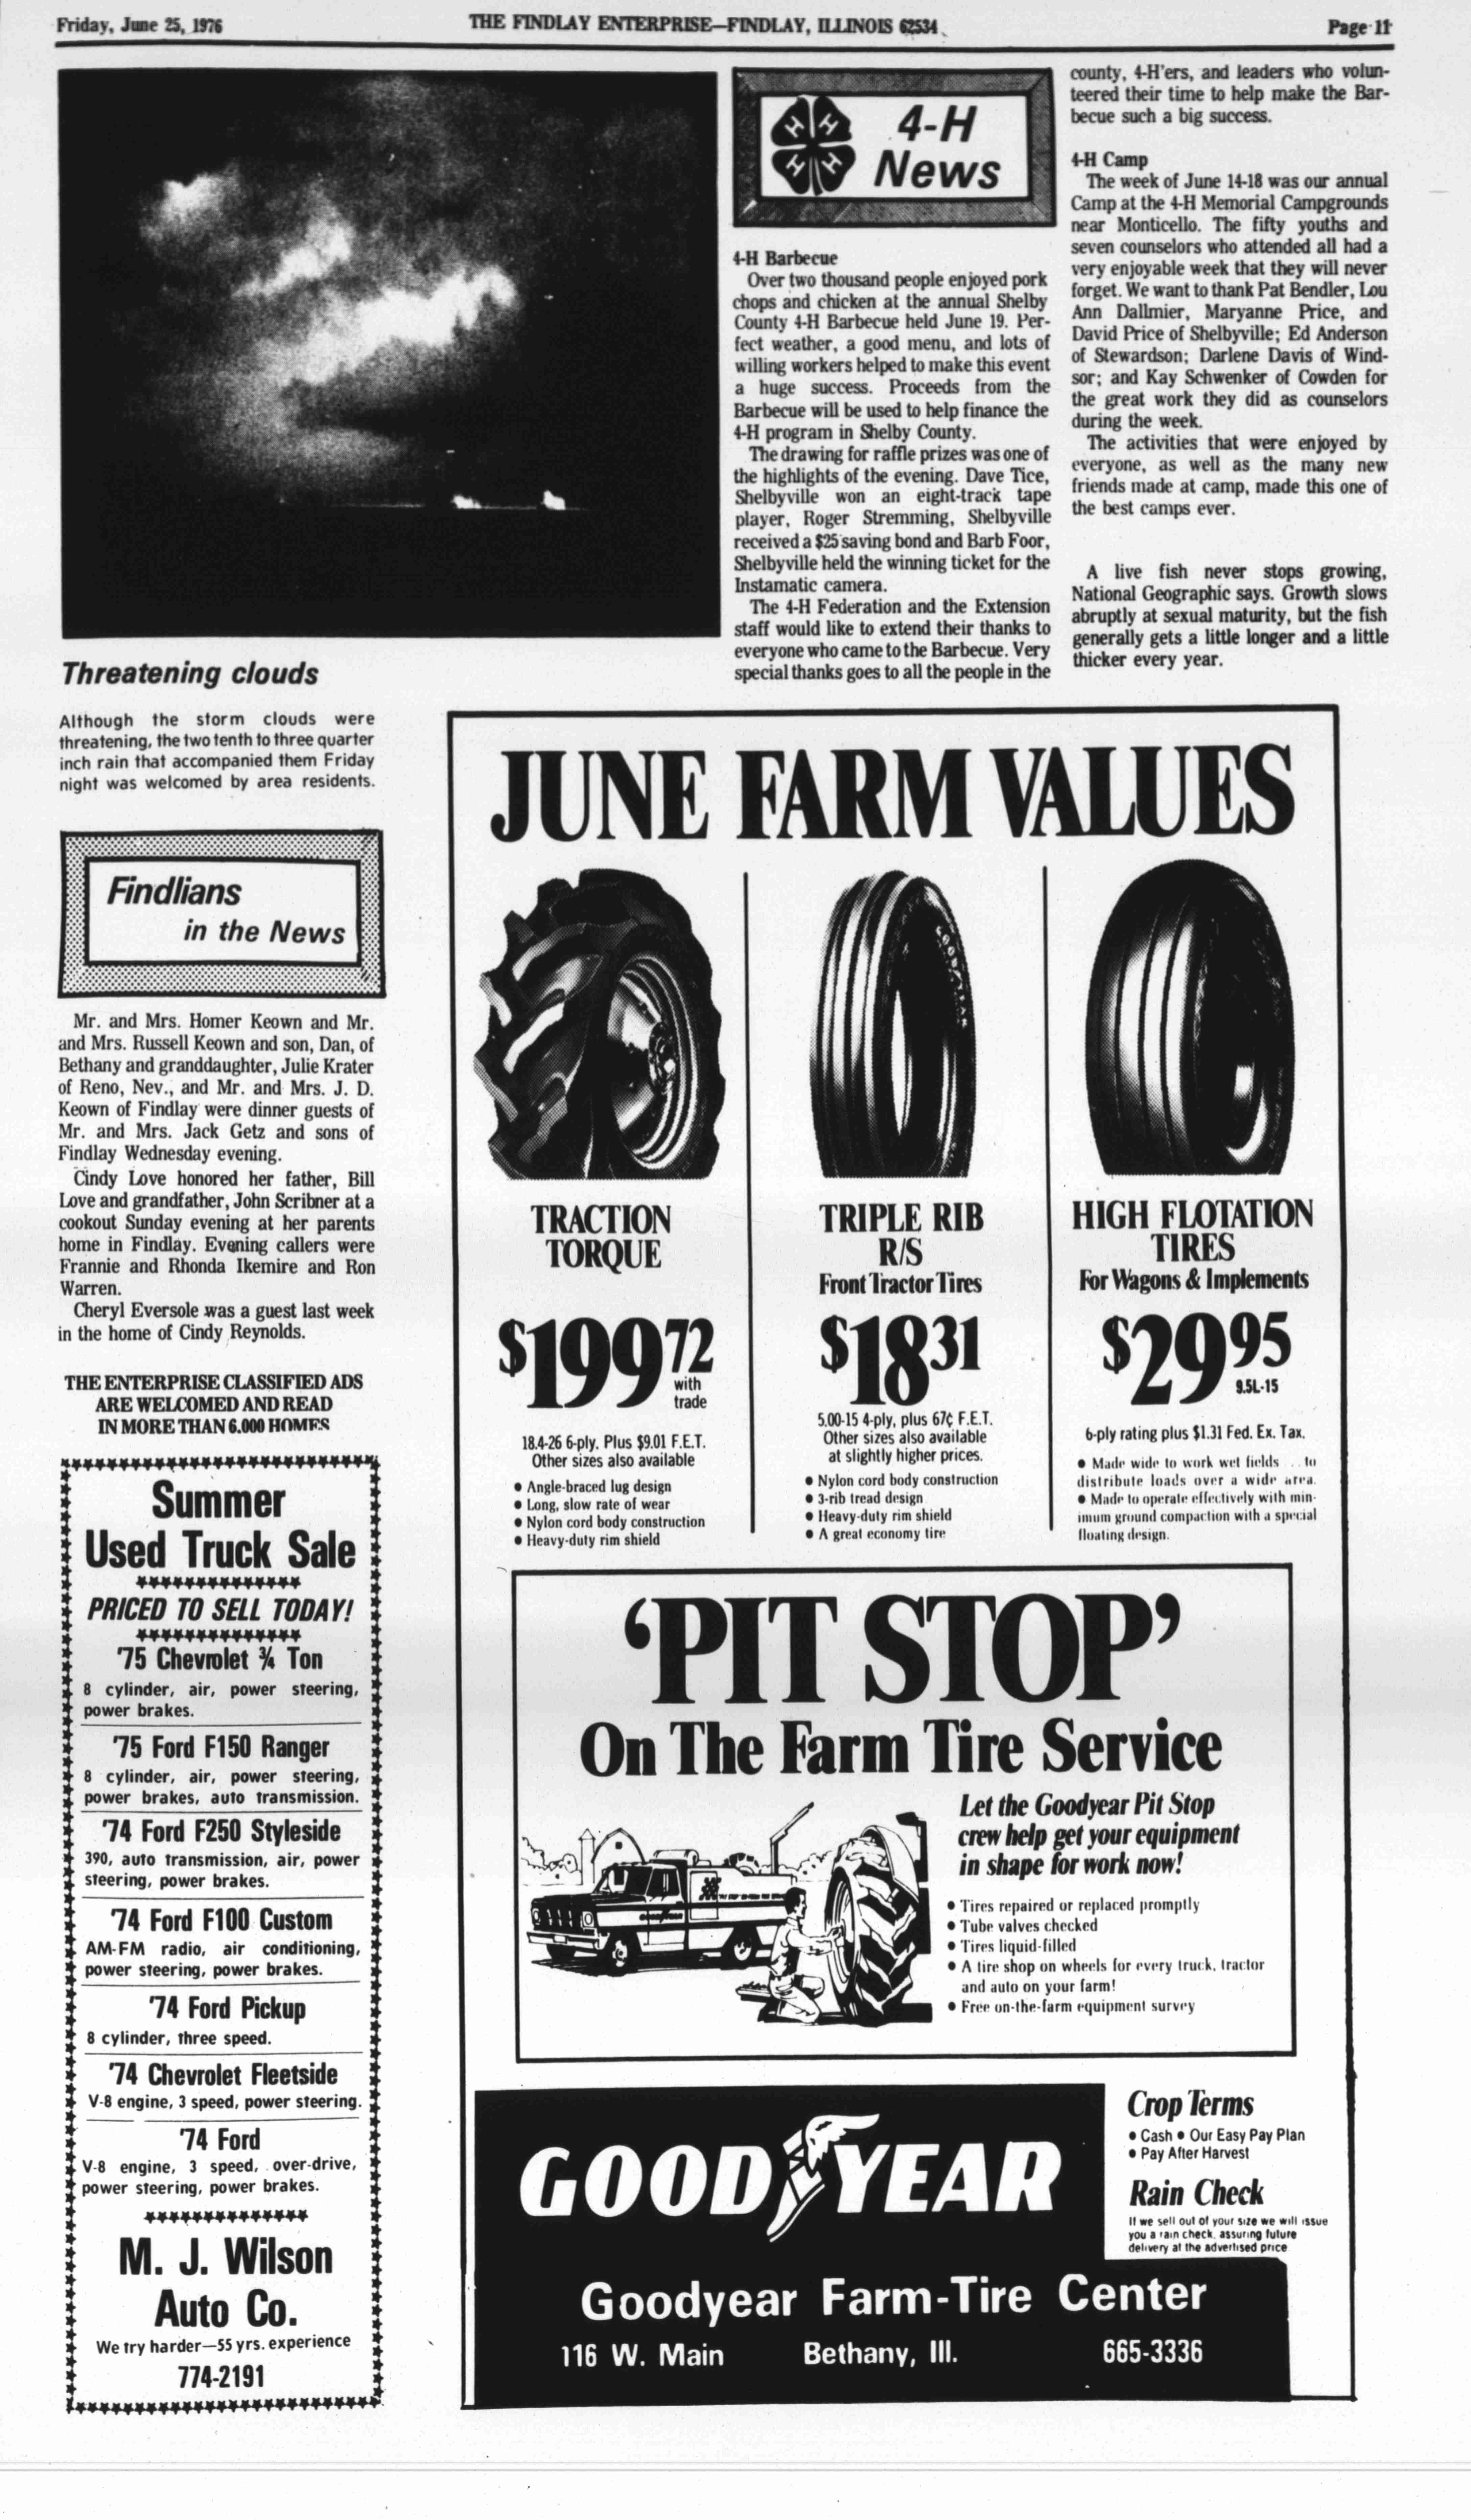 Friday, June 25, 1976
THE FINDLAY ENTERPRISE—FINDLAY, ILLINOIS 62534
Page 11
Threatening clouds
Although the storm clouds were
threatening, the two tenth to three quarter
inch rain that accompanied them Friday
night was welcomed by area residents.
Findlians
in the News
Mr. and Mrs. Homer Keown and Mr.
and Mrs. Russell Keown and son, Dan, of
Bethany and granddaughter, Julie Krater
of Reno, Nev., and Mr. and Mrs. J. D.
Keown of Findlay were dinner guests of
Mr. and Mrs. Jack Getz and sons of
Findlay Wednesday evening.
Cindy Love honored her father, Bill
Love and grandfather, John Scribner at a
cookout Sunday evening at her parents
home in Findlay. Evening callers were
Frannie and Rhonda Ikemire and Ron
Warren.
Cheryl Eversole was a guest last week
in the home of Cindy Reynolds.
THE ENTERPRISE CLASSIFIED ADS
ARE WELCOMED AND READ
IN MORE THAN 6,000 HOMES
Summer
Used Truck Sale
PRICED TO SELL TODAY!
'75 Chevrolet ¾ Ton
8 cylinder, air, power steering,
power brakes.
'75 Ford F150 Ranger
8 cylinder, air, power steering,
power brakes, auto transmission.
'74 Ford F250 Styleside
390, auto transmission, air, power
steering, power brakes.
'74 Ford F100 Custom
AM-FM radio, air conditioning,
power steering, power brakes.
'74 Ford Pickup
8 cylinder, three speed.
'74 Chevrolet Fleetside
V-8 engine, 3 speed, power steering.
'74 Ford
V-8 engine, 3 speed, over-drive,
power steering, power brakes.
M. J. Wilson
Auto Co.
We try harder—55 yrs. experience
774-2191
4-H
News
H H
H H
4-H Barbecue
Over two thousand people enjoyed pork
chops and chicken at the annual Shelby
County 4-H Barbecue held June 19. Per-
fect weather, a good menu, and lots of
willing workers helped to make this event
a huge success. Proceeds from the
Barbecue will be used to help finance the
4-H program in Shelby County.
The drawing for raffle prizes was one of
the highlights of the evening. Dave Tice,
Shelbyville won an eight-track tape
player, Roger Stremming, Shelbyville
received a $25 saving bond and Barb Foor,
Shelbyville held the winning ticket for the
Instamatic camera.
The 4-H Federation and the Extension
staff would like to extend their thanks to
everyone who came to the Barbecue. Very
special thanks goes to all the people in the
county, 4-H'ers, and leaders who volun-
teered their time to help make the Bar-
becue such a big success.
4-H Camp
The week of June 14-18 was our annual
Camp at the 4-H Memorial Campgrounds
near Monticello. The fifty youths and
seven counselors who attended all had a
very enjoyable week that they will never
forget. We want to thank Pat Bendler, Lou
Ann Dallmier, Maryanne Price, and
David Price of Shelbyville; Ed Anderson
of Stewardson; Darlene Davis of Wind-
sor; and Kay Schwenker of Cowden for
the great work they did as counselors
during the week.
The activities that were enjoyed by
everyone, as well as the many new
friends made at camp, made this one of
the best camps ever.
A live fish never stops growing,
National Geographic says. Growth slows
abruptly at sexual maturity, but the fish
generally gets a little longer and a little
thicker every year.
JUNE FARM VALUES
GOODYEAR
TRACTION
TORQUE
$199 72
with
trade
18.4-26 6-ply. Plus $9.01 F.E.T.
Other sizes also available
• Angle-braced lug design
• Long, slow rate of wear
• Nylon cord body construction
• Heavy-duty rim shield
TRIPLE RIB
R/S
Front Tractor Tires
$18 31
5.00-15 4-ply, plus 67¢ F.E.T.
Other sizes also available
at slightly higher prices.
• Nylon cord body construction
• 3-rib tread design
• Heavy-duty rim shield
• A great economy tire
HIGH FLOTATION
TIRES
For Wagons & Implements
$29 95
9.5L-15
6-ply rating plus $1.31 Fed. Ex. Tax.
• Made wide to work wet fields . . to
distribute loads over a wide area.
• Made to operate effectively with min-
imum ground compaction with a special
floating design.
'PIT STOP'
On The Farm Tire Service
Let the Goodyear Pit Stop
crew help get your equipment
in shape for work now!
• Tires repaired or replaced promptly
• Tube valves checked
• Tires liquid-filled
• A tire shop on wheels for every truck, tractor
and auto on your farm!
• Free on-the-farm equipment survey
GOODYEAR
Crop Terms
• Cash • Our Easy Pay Plan
• Pay After Harvest
Rain Check
If we sell out of your size we will issue
you a rain check, assuring future
delivery at the advertised price
Goodyear Farm-Tire Center
116 W. Main Bethany, Ill. 665-3336